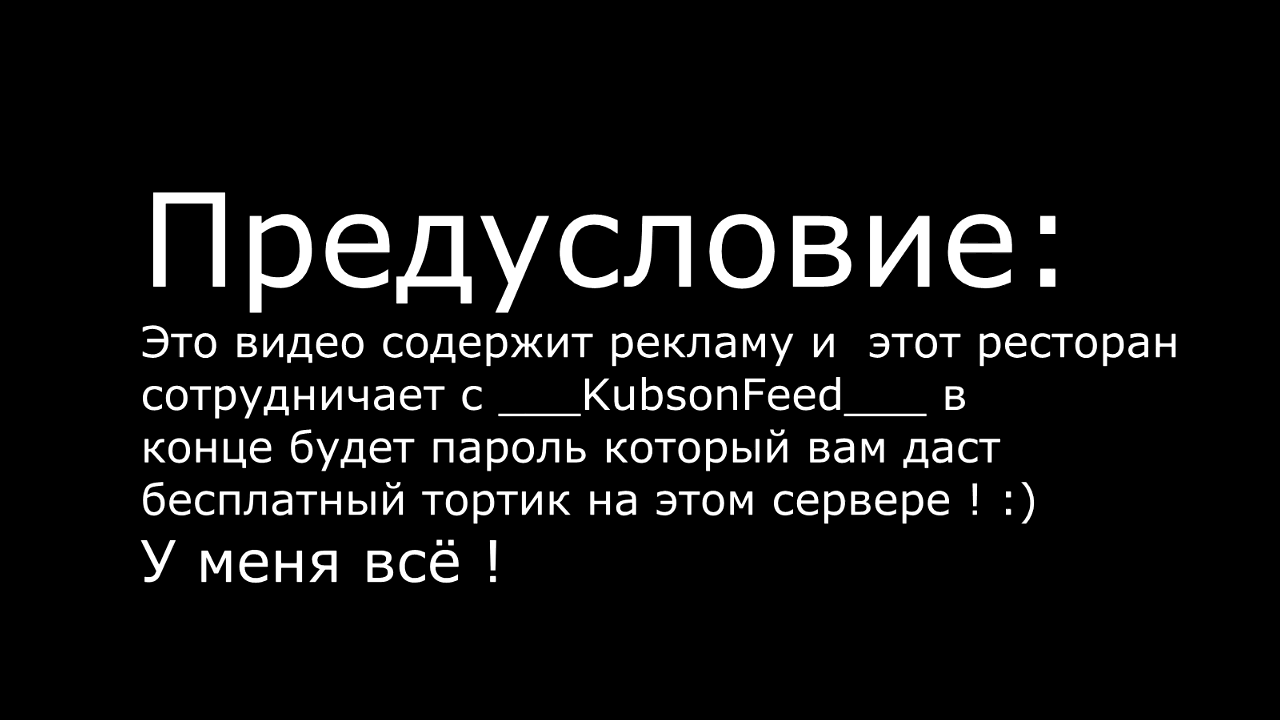 Предусловие:
Это видео содержит рекламу и  этот ресторан
сотрудничает с ___KubsonFeed___ в
конце будет пароль который вам даст
бесплатный тортик на этом сервере ! :)
У меня всё !